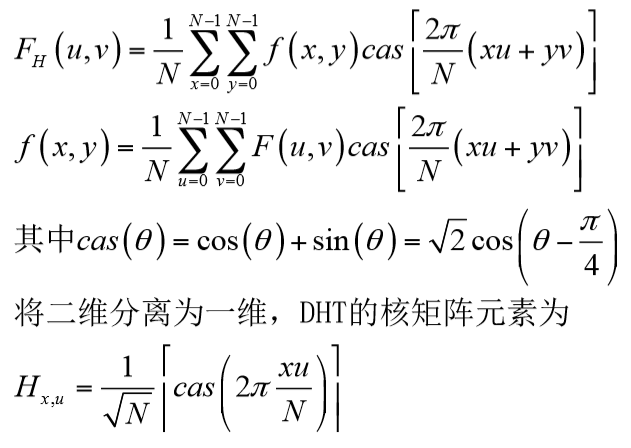 F_H(u,v) = \frac{1}{N} \sum_{x=0}^{N-1} \sum_{y=0}^{N-1} f(x,y) cas\left[\frac{2\pi}{N}(xu+yv)\right]
f(x,y) = \frac{1}{N} \sum_{u=0}^{N-1} \sum_{v=0}^{N-1} F(u,v) cas\left[\frac{2\pi}{N}(xu+yv)\right]
其中cas(θ) = cos(θ) + sin(θ) = \sqrt{2} cos\left(θ - \frac{\pi}{4}\right)
将二维分离为一维，DHT的核矩阵元素为
H_{x,u} = \frac{1}{\sqrt{N}} \left[cas\left(2\pi \frac{xu}{N}\right)\right]